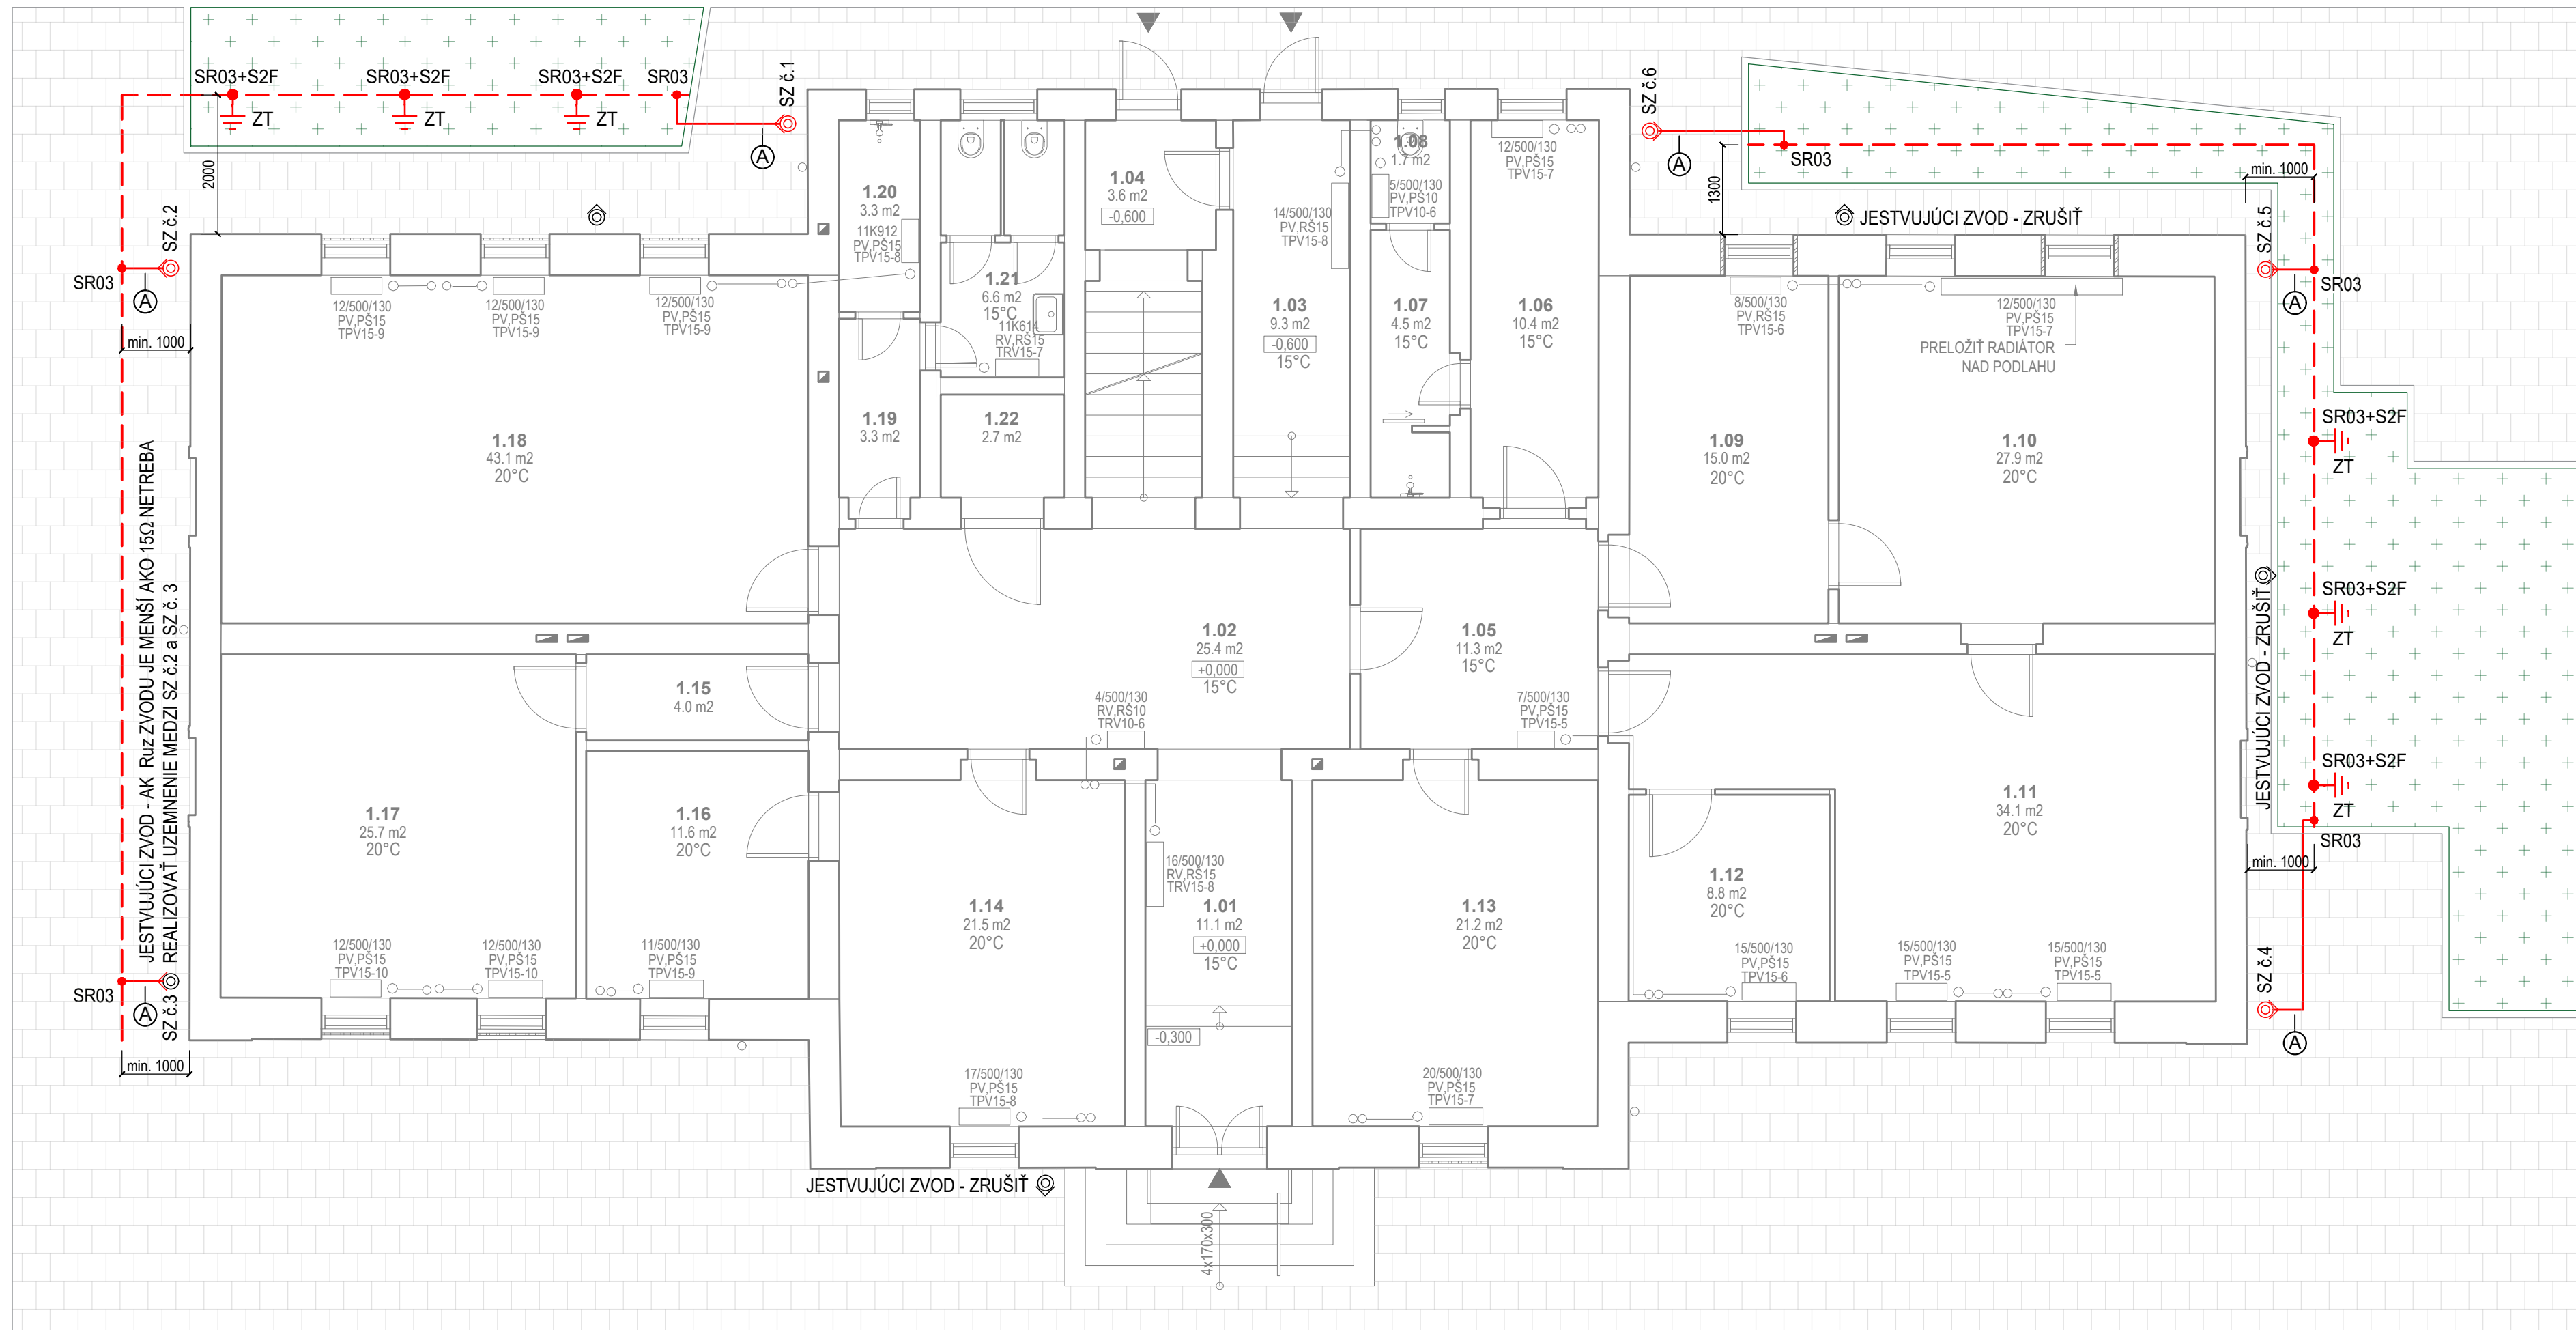 SR03+S2F
SR03+S2F
SR03+S2F
SR03
ZT
ZT
ZT
SZ č.1
A
2000
SZ č.2
SR03
A
min. 1000
JESTVUJÚCI ZVOD - AK Ruz ZVODU JE MENŠÍ AKO 15Ω NETREBA
REALIZOVAŤ UZEMNENIE MEDZI SZ č.2 a SZ č. 3
SR03
A
SZ č.3
min. 1000
12/500/130
PV,PŠ15
TPV15-9
12/500/130
PV,PŠ15
TPV15-9
12/500/130
PV,PŠ15
TPV15-9
1.18
43.1 m2
20°C
1.20
3.3 m2
11K912
PV,PŠ15
TPV15-8
1.21
6.6 m2
15°C
11K614
RV,RŠ15
TRV15-7
1.19
3.3 m2
1.22
2.7 m2
1.04
3.6 m2
-0,600
1.03
9.3 m2
-0,600
15°C
14/500/130
PV,RŠ15
TPV15-8
1.08
1.7 m2
5/500/130
PV,PŠ10
TPV10-6
1.07
4.5 m2
15°C
12/500/130
PV,PŠ15
TPV15-7
1.06
10.4 m2
15°C
SZ č.6
A
SR03
1300
JESTVUJÚCI ZVOD - ZRUŠIŤ
min. 1000
SZ č.5
SR03
A
8/500/130
PV,RŠ15
TPV15-6
12/500/130
PV,PŠ15
TPV15-7
PRELOŽIŤ RADIÁTOR
NAD PODLAHU
1.09
15.0 m2
20°C
1.10
27.9 m2
20°C
SR03+S2F
ZT
SR03+S2F
ZT
SR03+S2F
ZT
SR03
JESTVUJÚCI ZVOD - ZRUŠIŤ
min. 1000
SZ č.4
A
1.02
25.4 m2
+0,000
15°C
4/500/130
RV,RŠ10
TRV10-6
1.05
11.3 m2
15°C
7/500/130
PV,PŠ15
TPV15-5
1.15
4.0 m2
1.17
25.7 m2
20°C
12/500/130
PV,PŠ15
TPV15-10
12/500/130
PV,PŠ15
TPV15-10
1.16
11.6 m2
20°C
11/500/130
PV,PŠ15
TPV15-9
1.14
21.5 m2
20°C
17/500/130
PV,PŠ15
TPV15-8
16/500/130
RV,RŠ15
TRV15-8
1.01
11.1 m2
+0,000
15°C
-0,300
1.13
21.2 m2
20°C
20/500/130
PV,PŠ15
TPV15-7
1.12
8.8 m2
20°C
15/500/130
PV,PŠ15
TPV15-6
1.11
34.1 m2
20°C
15/500/130
PV,PŠ15
TPV15-5
15/500/130
PV,PŠ15
TPV15-5
JESTVUJÚCI ZVOD - ZRUŠIŤ
4x170x300